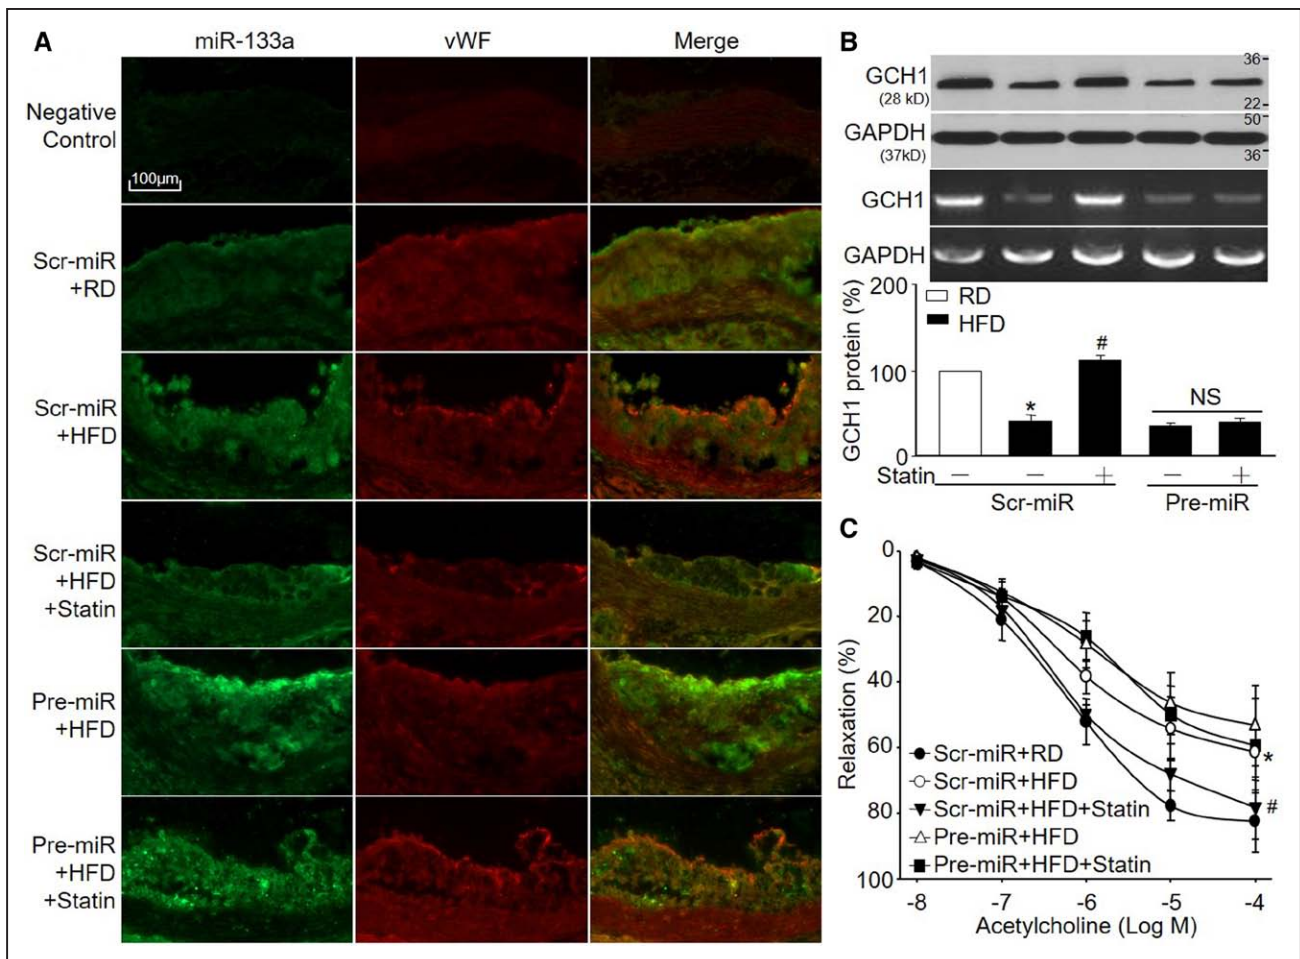 A
miR-133a
vWF
Merge
Negative
Control
100µm
Scr-miR
+RD
Scr-miR
+HFD
Scr-miR
+HFD
+Statin
Pre-miR
+HFD
Pre-miR
+HFD
+Statin
B
GCH1
(28 kD)
36
22
GAPDH
(37kD)
50
36
GCH1
GAPDH
GCH1 protein (%)
200
100
0
RD
HFD
*
#
NS
Statin — — + — +
Scr-miR
Pre-miR
C
Relaxation (%)
0
20
40
60
80
100
Scr-miR+RD
Scr-miR+HFD
Scr-miR+HFD+Statin
Pre-miR+HFD
Pre-miR+HFD+Statin
*
#
-8 -7 -6 -5 -4
Acetylcholine (Log M)